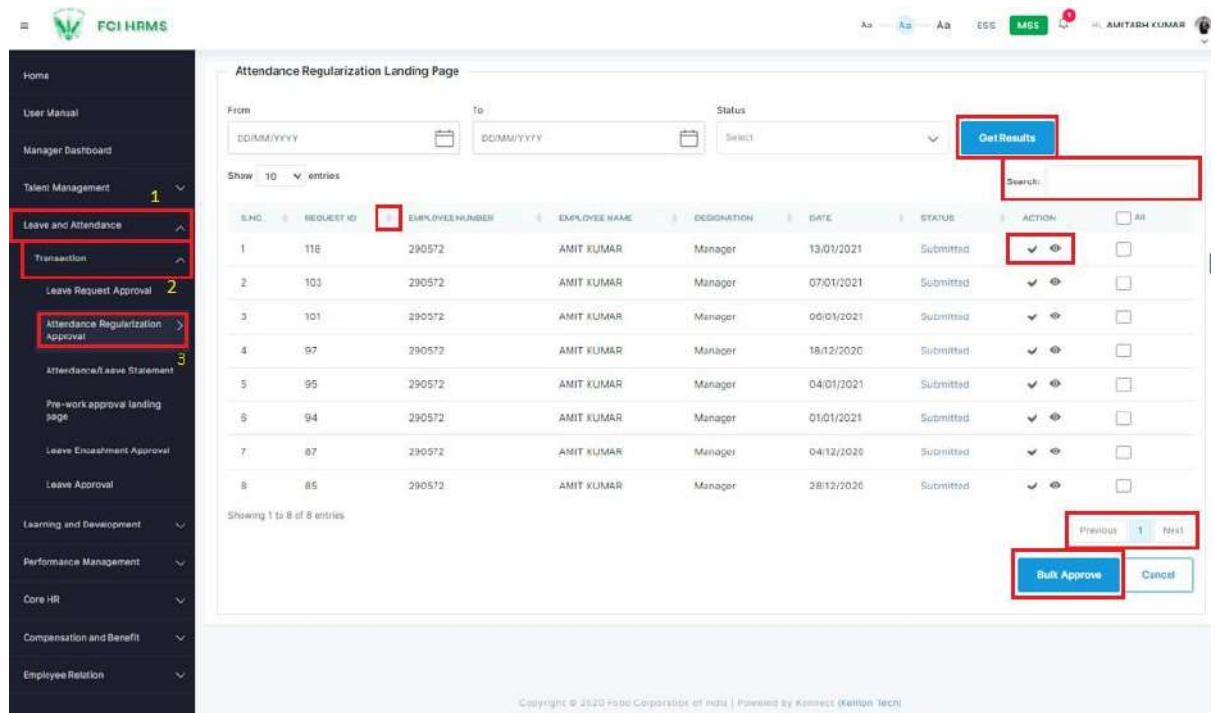 FCI HRMS
Aa Aa Aa ESS MSS 1 Hi, AMITABH KUMAR
Home
User Manual
Manager Dashboard
Talent Management
1
Leave and Attendance
Transaction
2
Leave Request Approval
Attendance Regularization
Approval
3
Attendance/Leave Statement
Pre-work approval landing
page
Leave Encashment Approval
Leave Approval
Learning and Development
Performance Management
Core HR
Compensation and Benefit
Employee Relation
Attendance Regularization Landing Page
From To Status
DD/MM/YYYY DD/MM/YYYY Select Get Results
Show 10 entries Search:
S.NO. REQUEST ID EMPLOYEE NUMBER EMPLOYEE NAME DESIGNATION DATE STATUS ACTION All
1 118 290572 AMIT KUMAR Manager 13/01/2021 Submitted
2 103 290572 AMIT KUMAR Manager 07/01/2021 Submitted
3 101 290572 AMIT KUMAR Manager 06/01/2021 Submitted
4 97 290572 AMIT KUMAR Manager 18/12/2020 Submitted
5 95 290572 AMIT KUMAR Manager 04/01/2021 Submitted
6 94 290572 AMIT KUMAR Manager 01/01/2021 Submitted
7 87 290572 AMIT KUMAR Manager 04/12/2020 Submitted
8 85 290572 AMIT KUMAR Manager 28/12/2020 Submitted
Showing 1 to 8 of 8 entries
Previous 1 Next
Bulk Approve Cancel
Copyright © 2020 Food Corporation of India | Powered by Konnect (Kellton Tech)